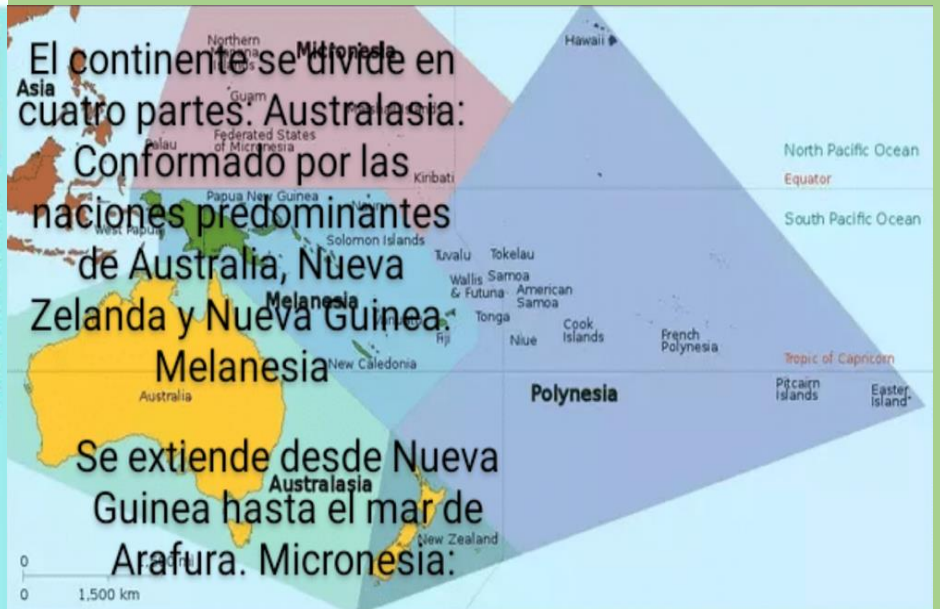 El continente se divide en
cuatro partes: Australasia:
Conformado por las
naciones predominantes
de Australia, Nueva
Zelanda y Nueva Guinea.
Melanesia
Se extiende desde Nueva
Guinea hasta el mar de
Arafura. Micronesia:
Northern
Islands
Micronesia
Asia
Guam
Palau
Federated States
of Micronesia
Kiribati
Hawaii
North Pacific Ocean
Equator
South Pacific Ocean
Papua New Guinea
West Papua
Solomon Islands
Tuvalu
Tokelau
Wallis
& Futuna
Samoa
American
Samoa
Melanesia
Tonga
Fiji
Niue
Cook
Islands
French
Polynesia
New Caledonia
Tropic of Capricorn
Pitcairn
Islands
Easter
Island
Polynesia
Australia
Australasia
New Zealand
0
0
1,500 km